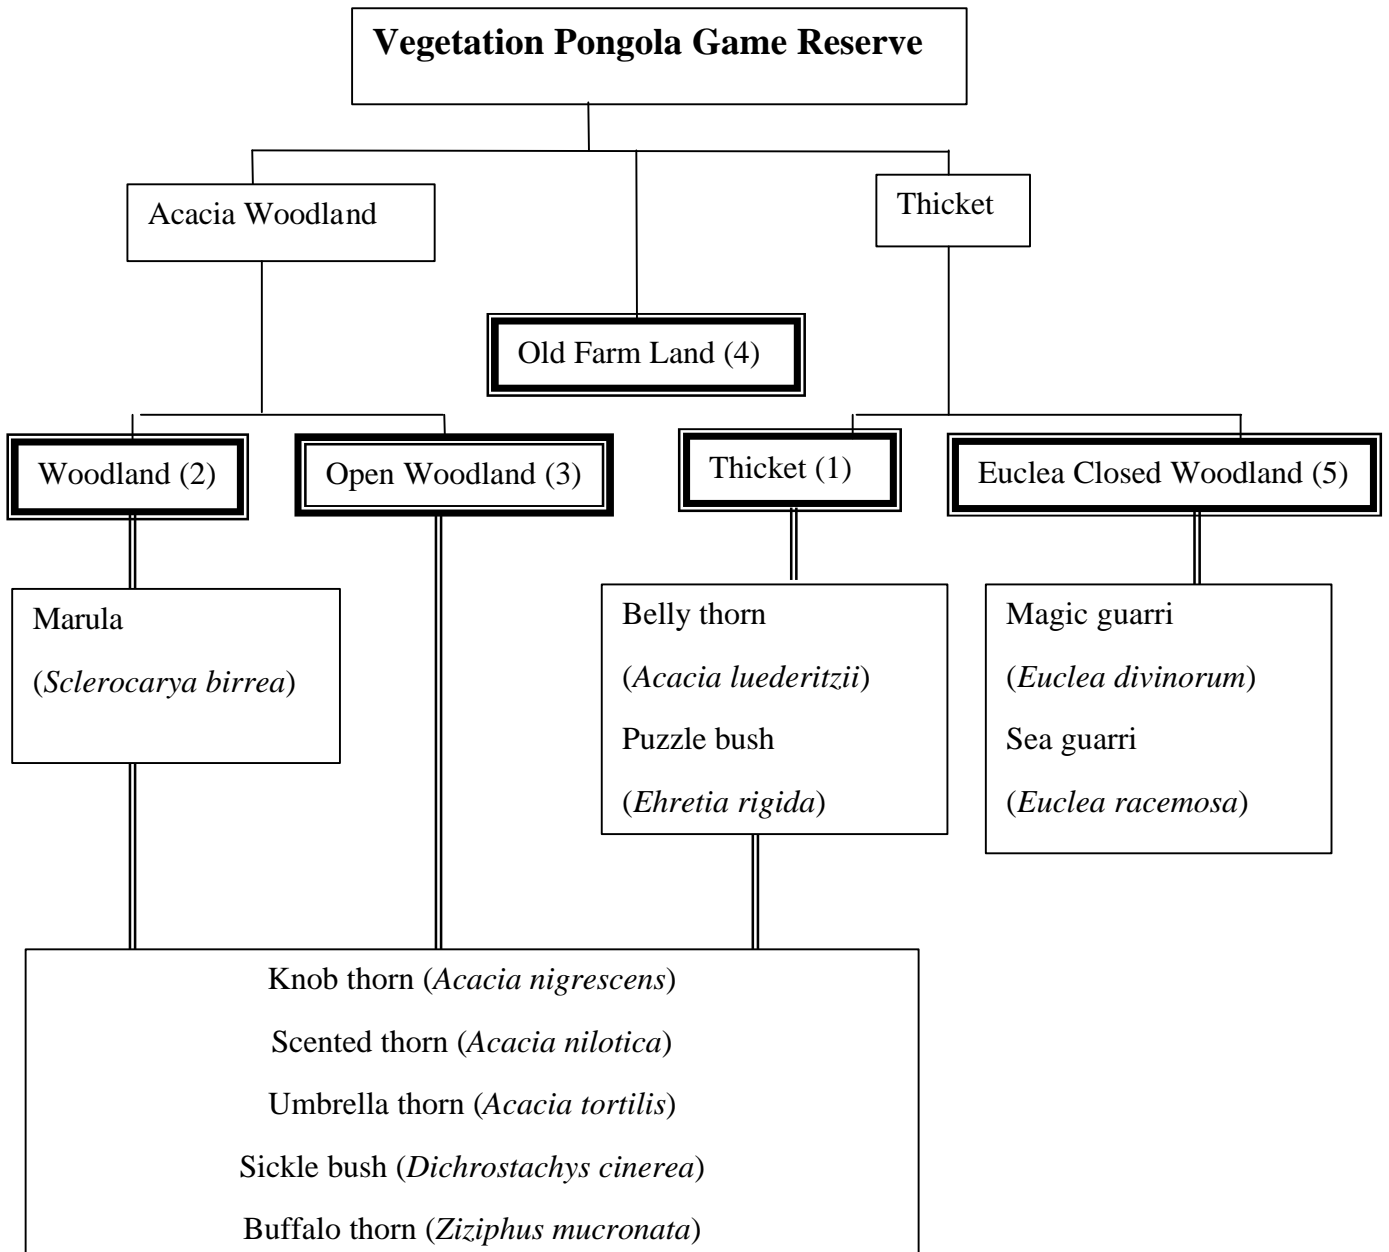 Vegetation Pongola Game Reserve
Acacia Woodland
Thicket
Old Farm Land (4)
Woodland (2)
Open Woodland (3)
Thicket (1)
Euclea Closed Woodland (5)
Marula
(Sclerocarya birrea)
Belly thorn
(Acacia luederitzii)
Puzzle bush
(Ehretia rigida)
Magic guarri
(Euclea divinorum)
Sea guarri
(Euclea racemosa)
Knob thorn (Acacia nigrescens)
Scented thorn (Acacia nilotica)
Umbrella thorn (Acacia tortilis)
Sickle bush (Dichrostachys cinerea)
Buffalo thorn (Ziziphus mucronata)